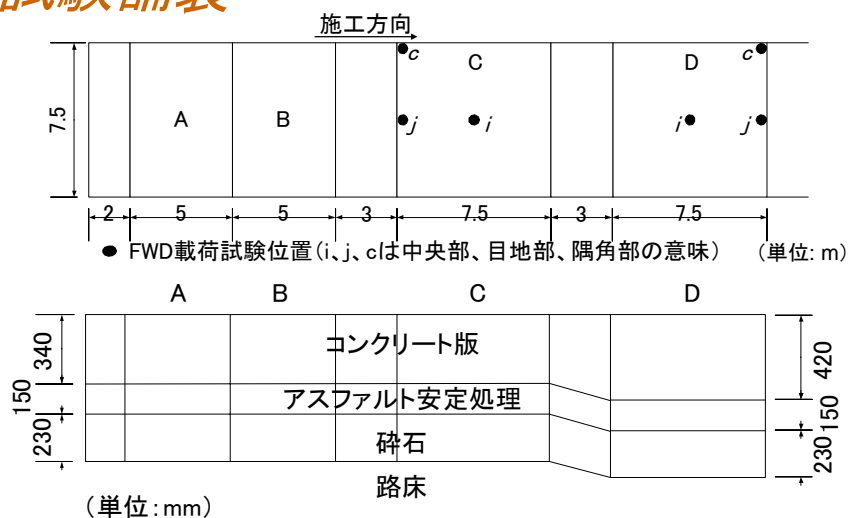 施工方向
c C D c
7.5 A B j i i j
2 5 5 3 7.5 3 7.5
● FWD載荷試験位置(i、j、cは中央部、目地部、隅角部の意味) (単位: m)
A B C D
340 コンクリート版 420
150 アスファルト安定処理 150
230 砕石 230
路床
(単位:mm)